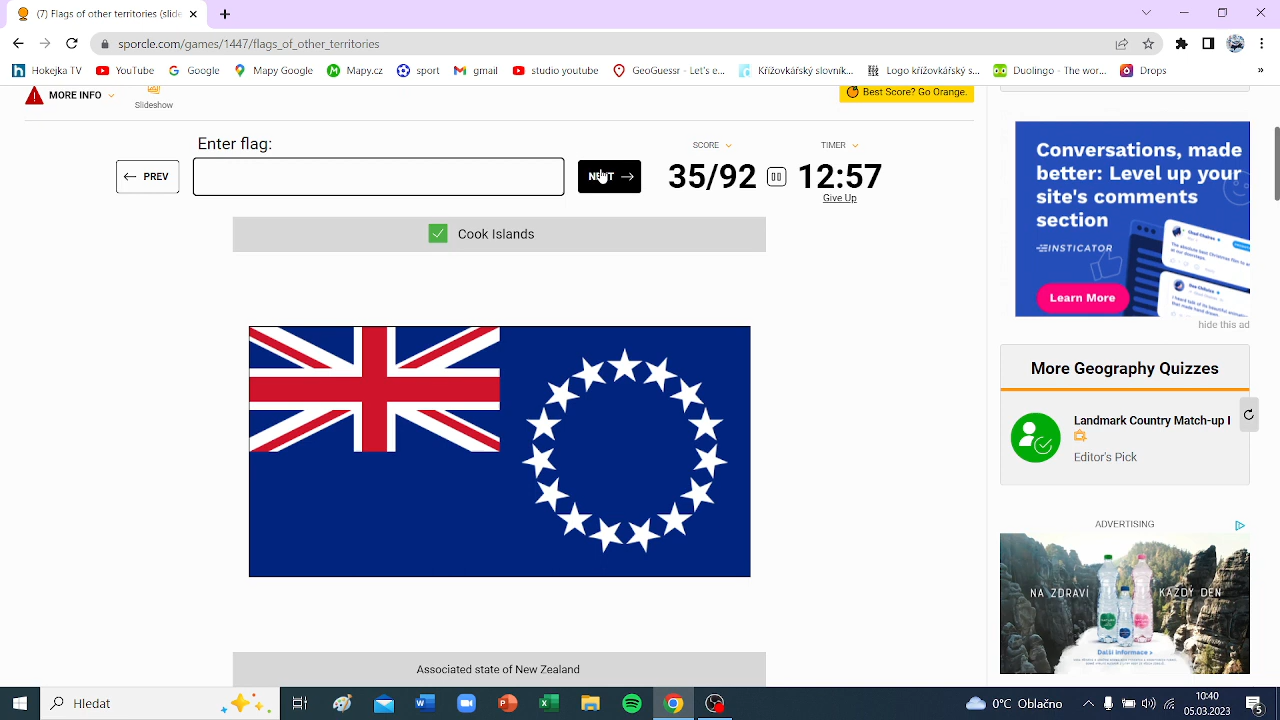 (7) Flags of other territories (slid
sporcle.com/games/1447/flags_of_other_territories
Hokejka TV
YouTube
Google
Mapy Google
Mapy.cz
sport
gmail
studio youtube
GeoGuessr - Let's e...
Křížovkářský slovník...
Logo křížovkářský s...
Duolingo - The wor...
Drops
»
MORE INFO
Slideshow
Best Score? Go Orange.
Enter flag:
PREV
NEXT
SCORE
35/92
TIMER
12:57
Give Up
Cook Islands
state of New Zealand
Conversations, made
better: Level up your
site's comments
section
INSTICATOR
Learn More
hide this ad
More Geography Quizzes
Landmark Country Match-up I
Editor's Pick
ADVERTISING
NA ZDRAVÍ
KAŽDÝ DEN
Další informace >
Hledat
0°C Oblačno
10:40
05.03.2023